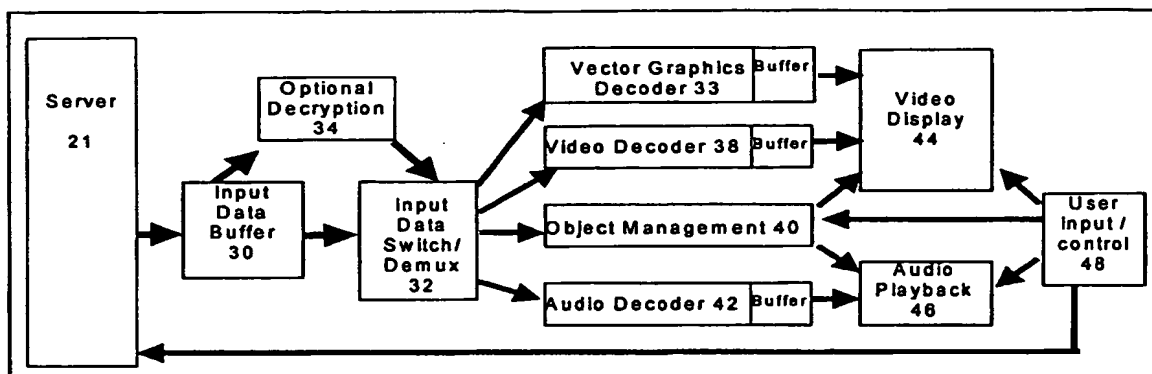 Server
21
Optional
Decryption
34
Input
Data
Buffer
30
Input
Data
Switch/
Demux
32
Vector Graphics
Decoder 33
Buffer
Video Decoder 38
Buffer
Object Management 40
Audio Decoder 42
Buffer
Video
Display
44
Audio
Playback
46
User
input /
control
48